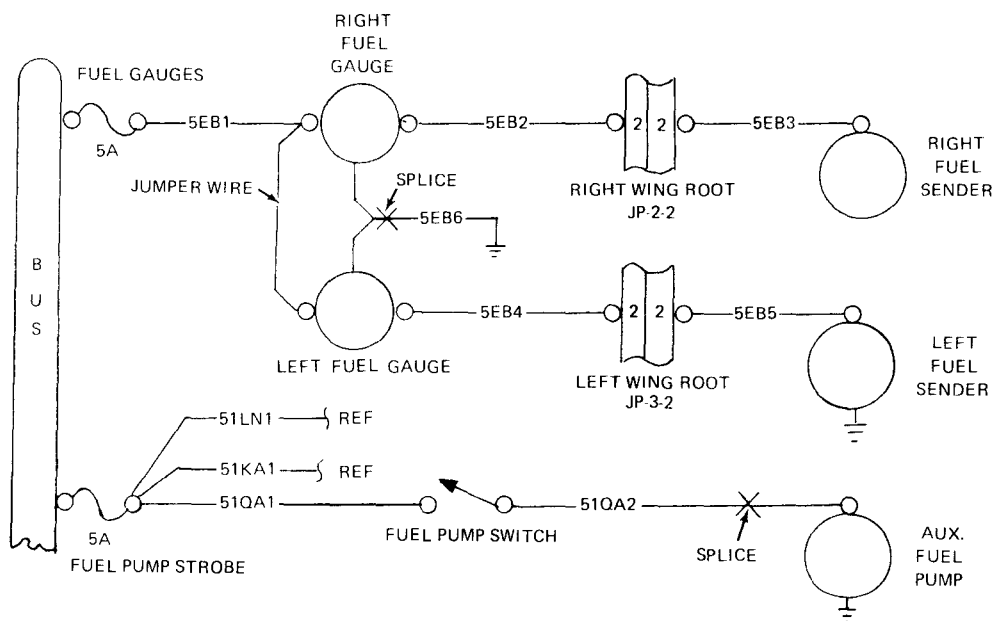 RIGHT
FUEL
GAUGE
FUEL GAUGES
5A
5EB1
5EB2
2 2
5EB3
RIGHT
FUEL
SENDER
JUMPER WIRE
SPLICE
5EB6
RIGHT WING ROOT
JP-2-2
B
U
S
LEFT FUEL GAUGE
5EB4
2 2
5EB5
LEFT WING ROOT
JP-3-2
LEFT
FUEL
SENDER
51LN1
REF
51KA1
REF
51QA1
5A
FUEL PUMP STROBE
FUEL PUMP SWITCH
51QA2
SPLICE
AUX.
FUEL
PUMP